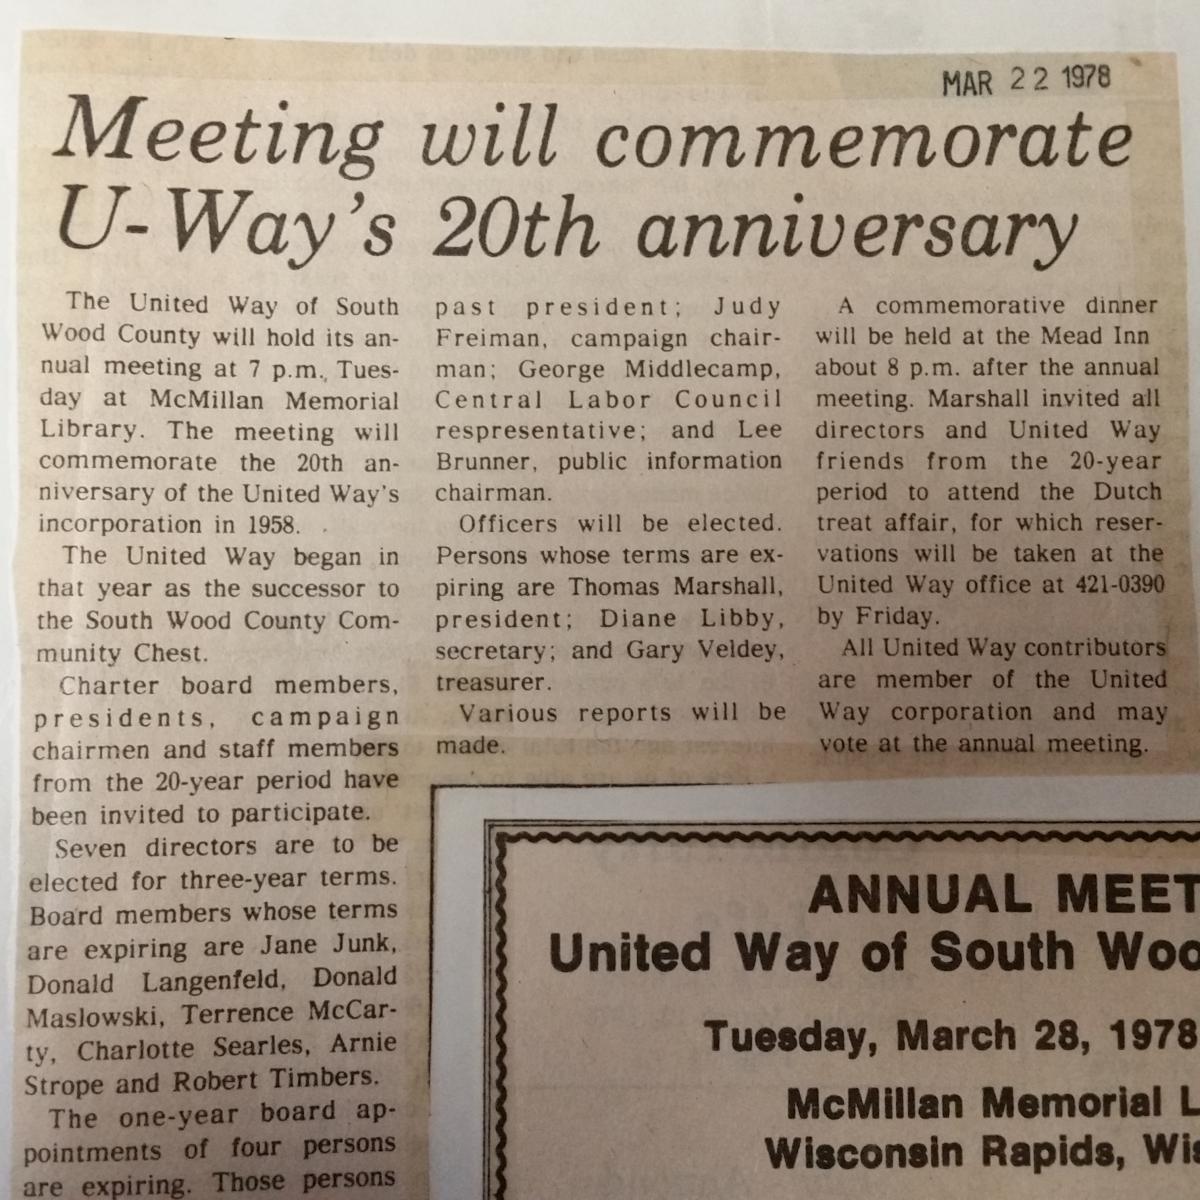 MAR 22 1978
Meeting will commemorate
U-Way's 20th anniversary
The United Way of South
Wood County will hold its an-
nual meeting at 7 p.m., Tues-
day at McMillan Memorial
Library. The meeting will
commemorate the 20th an-
niversary of the United Way's
incorporation in 1958.
The United Way began in
that year as the successor to
the South Wood County Com-
munity Chest.
Charter board members,
presidents, campaign
chairmen and staff members
from the 20-year period have
been invited to participate.
Seven directors are to be
elected for three-year terms.
Board members whose terms
are expiring are Jane Junk,
Donald Langenfeld, Donald
Maslowski, Terrence McCar-
ty, Charlotte Searles, Arnie
Strope and Robert Timbers.
The one-year board ap-
pointments of four persons
are expiring. Those persons
past president; Judy
Freiman, campaign chair-
man; George Middlecamp,
Central Labor Council
respresentative; and Lee
Brunner, public information
chairman.
Officers will be elected.
Persons whose terms are ex-
piring are Thomas Marshall,
president; Diane Libby,
secretary; and Gary Veldey,
treasurer.
Various reports will be
made.
A commemorative dinner
will be held at the Mead Inn
about 8 p.m. after the annual
meeting. Marshall invited all
directors and United Way
friends from the 20-year
period to attend the Dutch
treat affair, for which reser-
vations will be taken at the
United Way office at 421-0390
by Friday.
All United Way contributors
are member of the United
Way corporation and may
vote at the annual meeting.
ANNUAL MEET
United Way of South Woo
Tuesday, March 28, 1978
McMillan Memorial L
Wisconsin Rapids, Wis